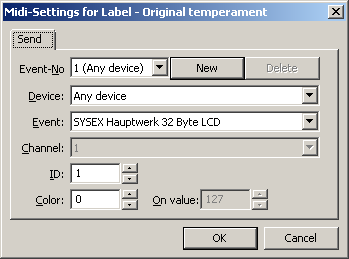 Midi-Settings for Label - Original temperament
Send
Event-No 1 (Any device) New Delete
Device: Any device
Event: SYSEX Hauptwerk 32 Byte LCD
Channel: 1
ID: 1
Color: 0 On value: 127
OK Cancel